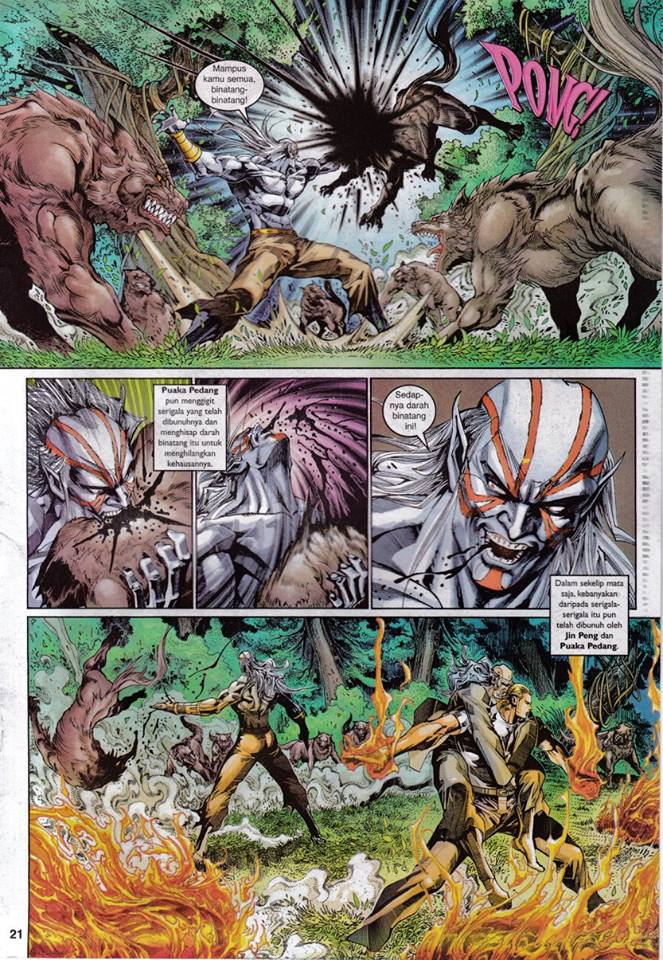 Mampus
kamu semua,
binatang-
binatang!
PONG!
Puaka Pedang
pun menggigit
serigala yang telah
dibunuhnya dan
menghisap darah
binatang itu untuk
menghilangkan
kehausannya.
Sedap-
nya darah
binatang
ini!
Dalam sekelip mata
saja, kebanyakan
daripada serigala-
serigala itu pun
telah dibunuh oleh
Jin Peng dan
Puaka Pedang.
21